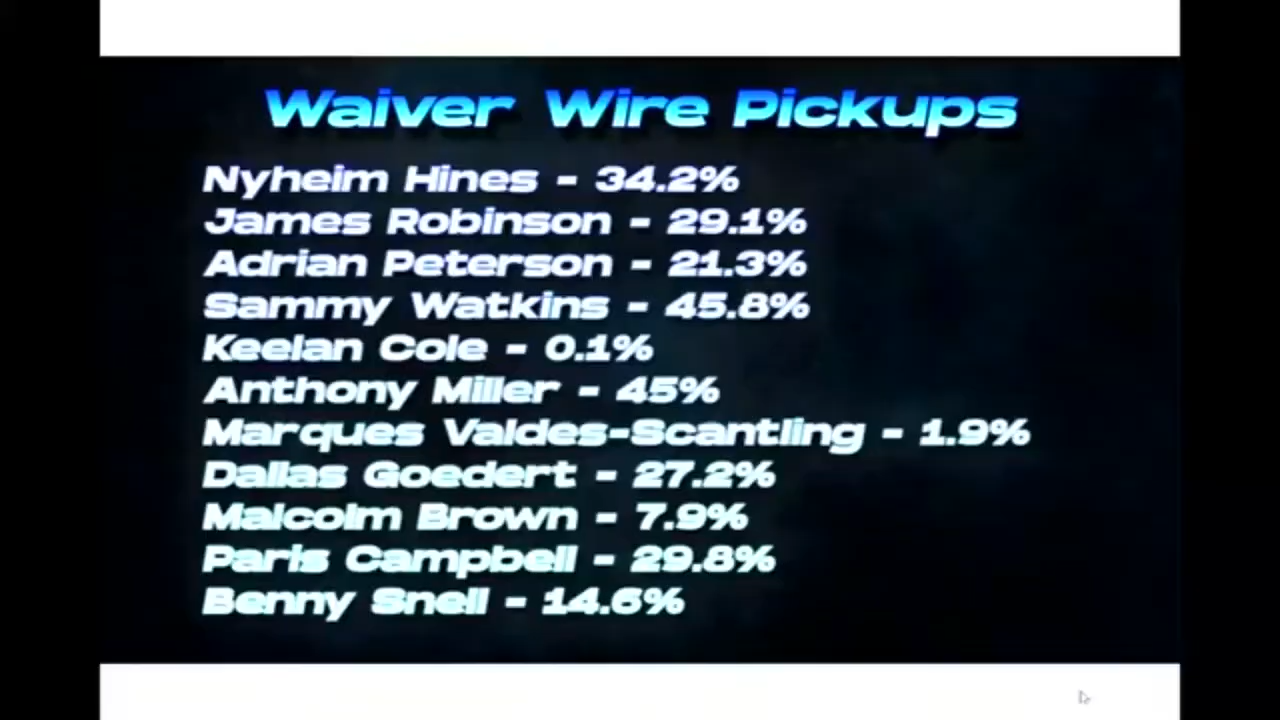 Waiver Wire Pickups
Nyheim Hines - 34.2%
James Robinson - 29.1%
Adrian Peterson - 21.3%
Sammy Watkins - 45.8%
Keelan Cole - 0.1%
Anthony Miller - 45%
Marques Valdes-Scantling - 1.9%
Dallas Goedert - 27.2%
Malcolm Brown - 7.9%
Paris Campbell - 29.8%
Benny Snell - 14.6%